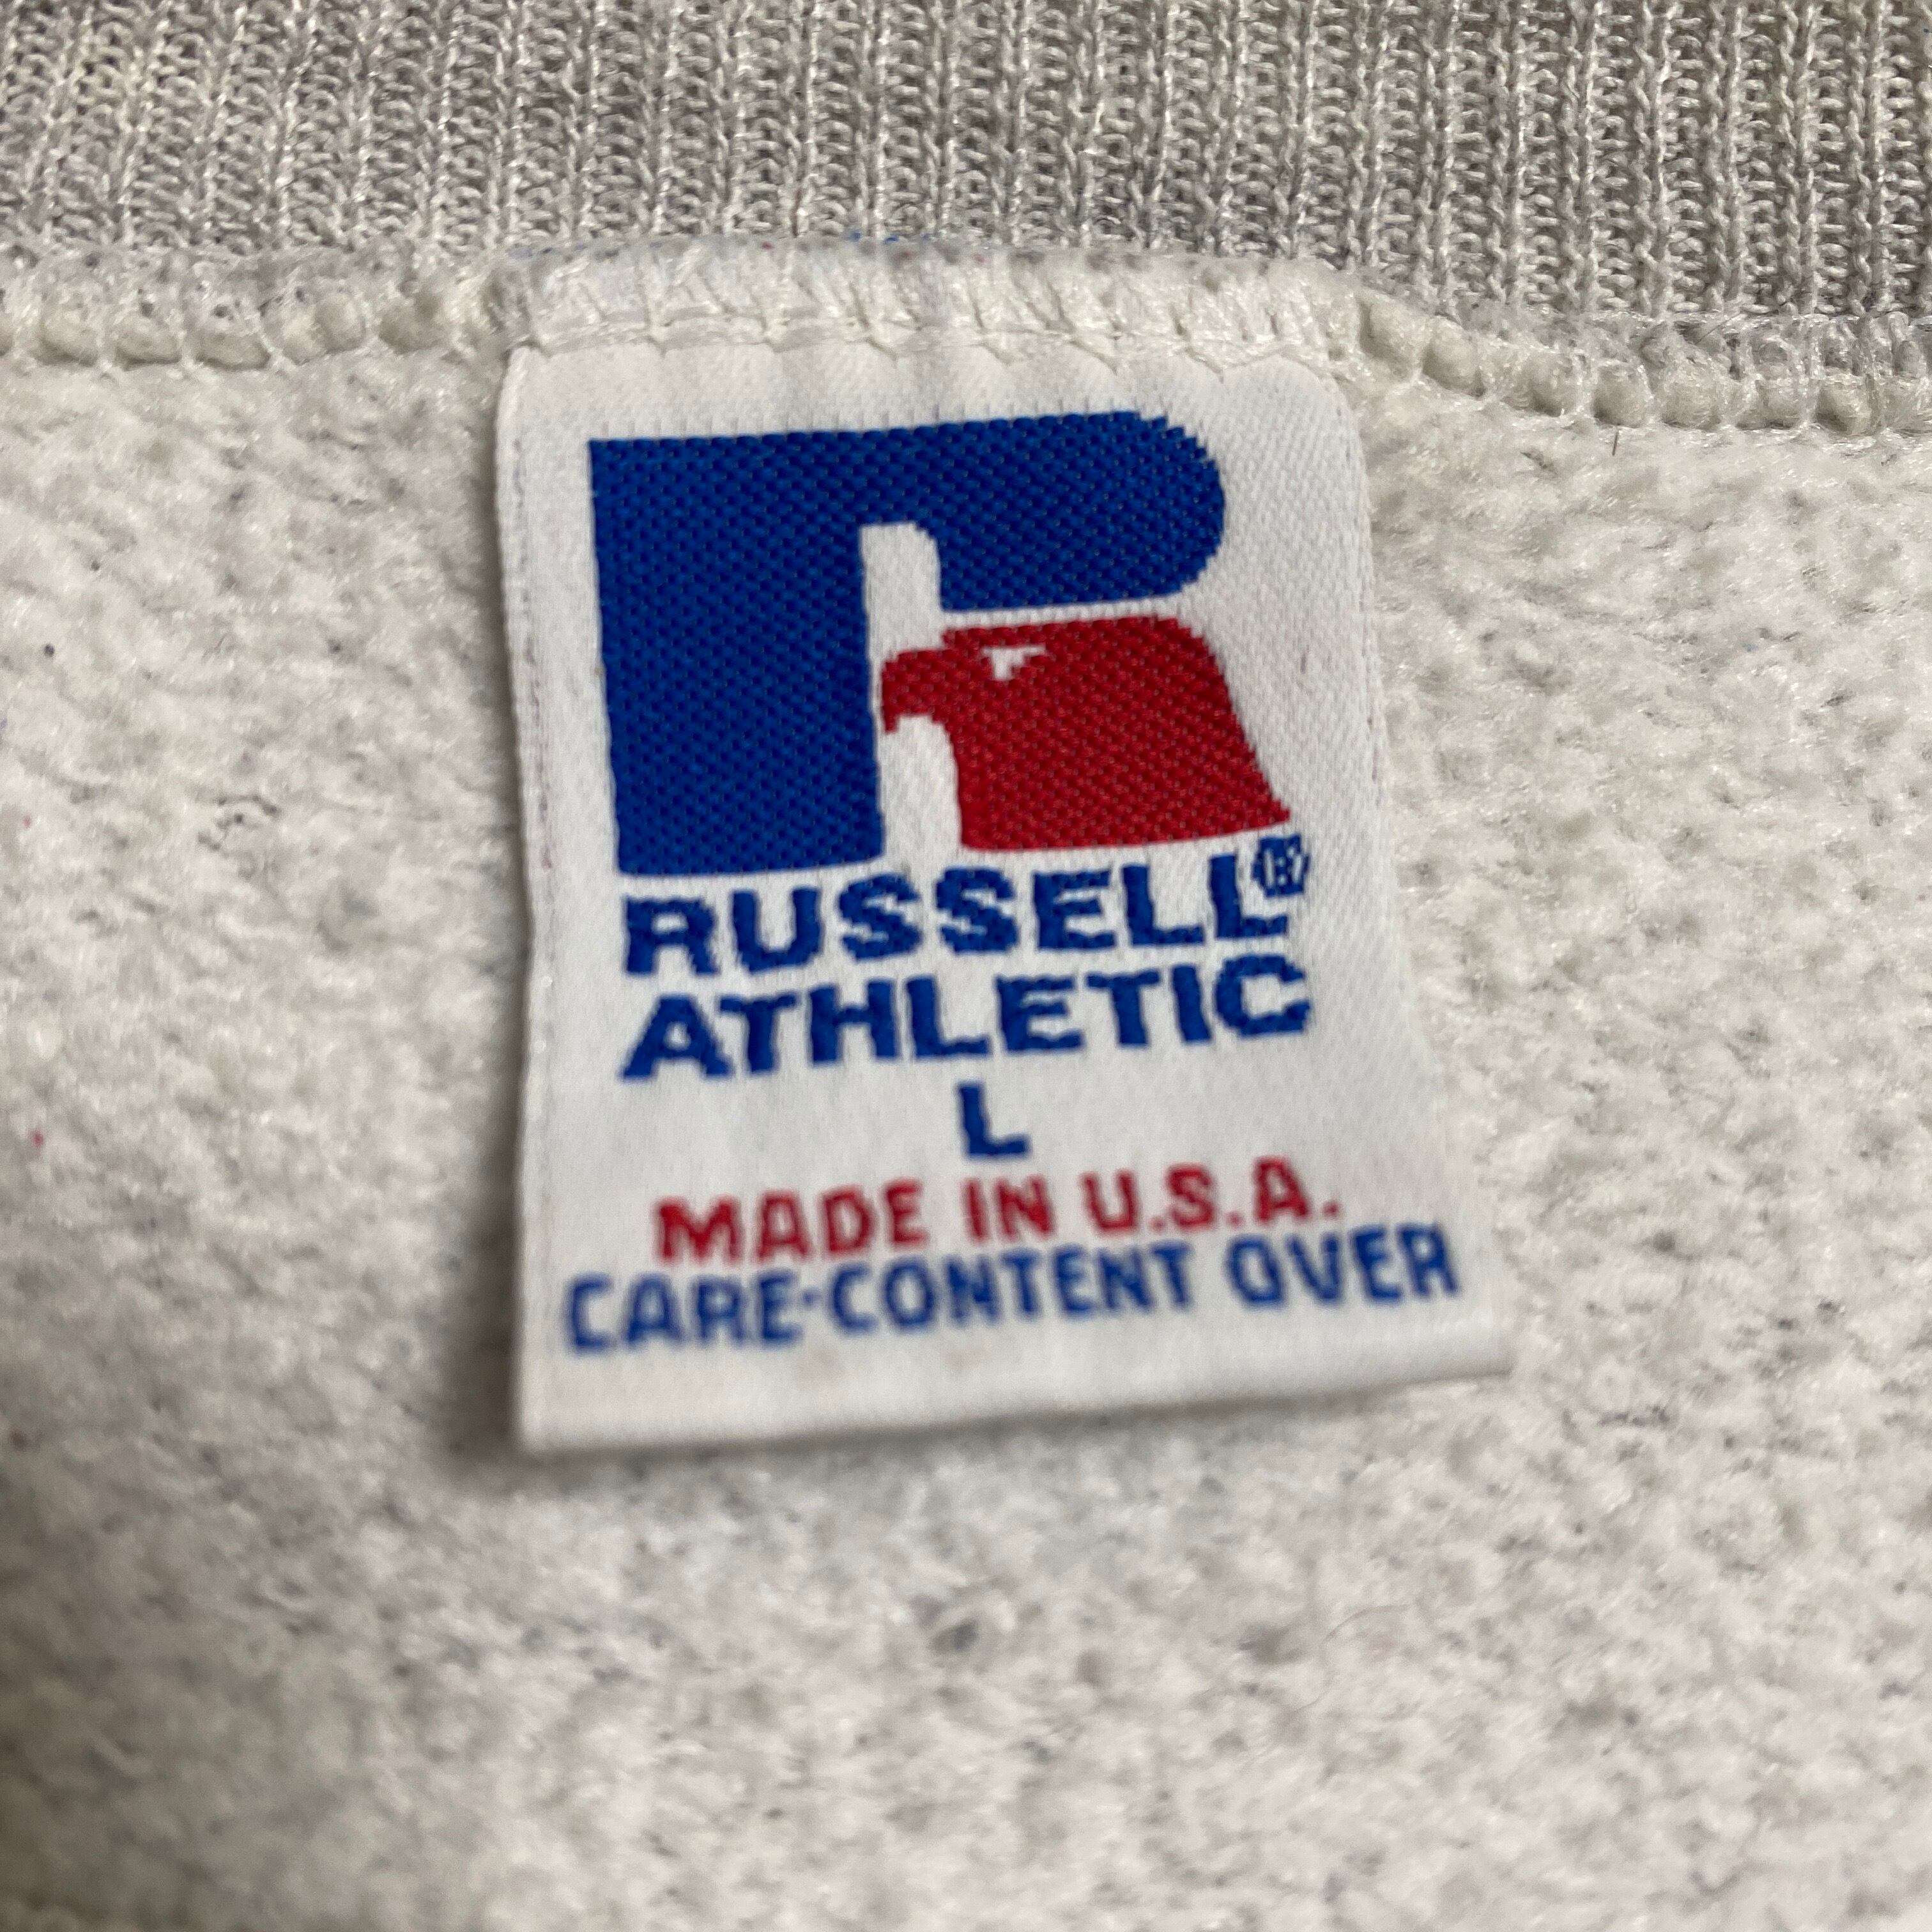 RUSSELL®
ATHLETIC
L
MADE IN U.S.A.
CARE-CONTENT OVER